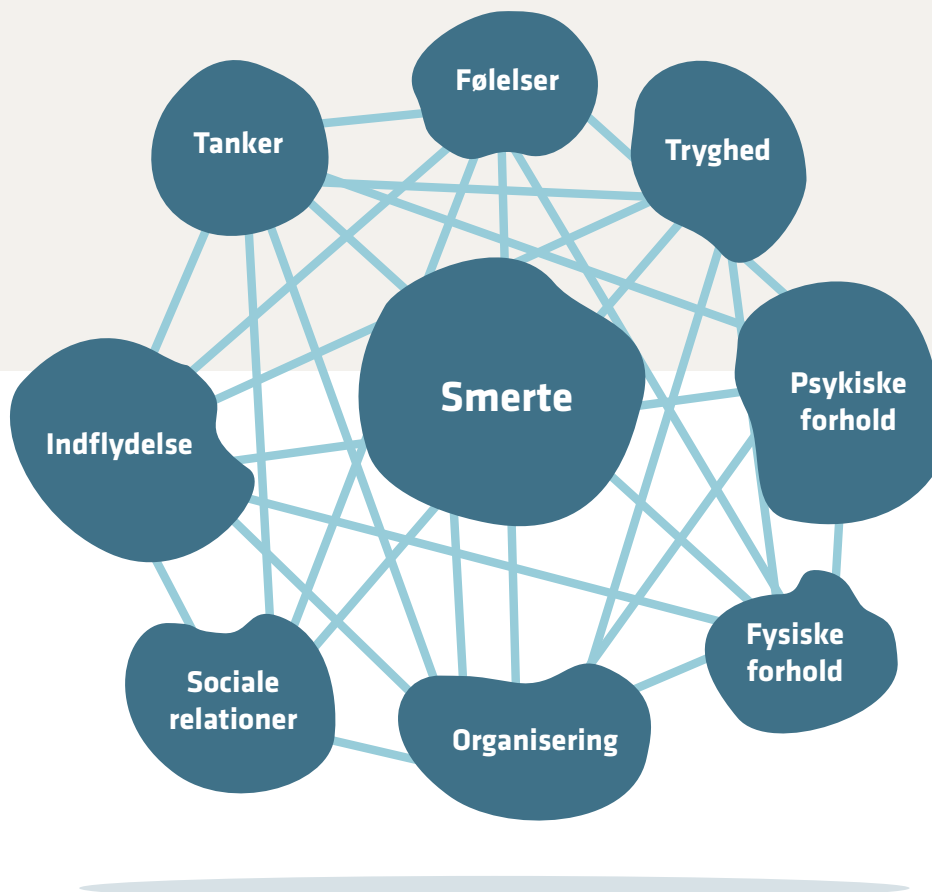 Følelser
Tanker
Tryghed
Psykiske
forhold
Smerte
Indflydelse
Fysiske
forhold
Sociale
relationer
Organisering